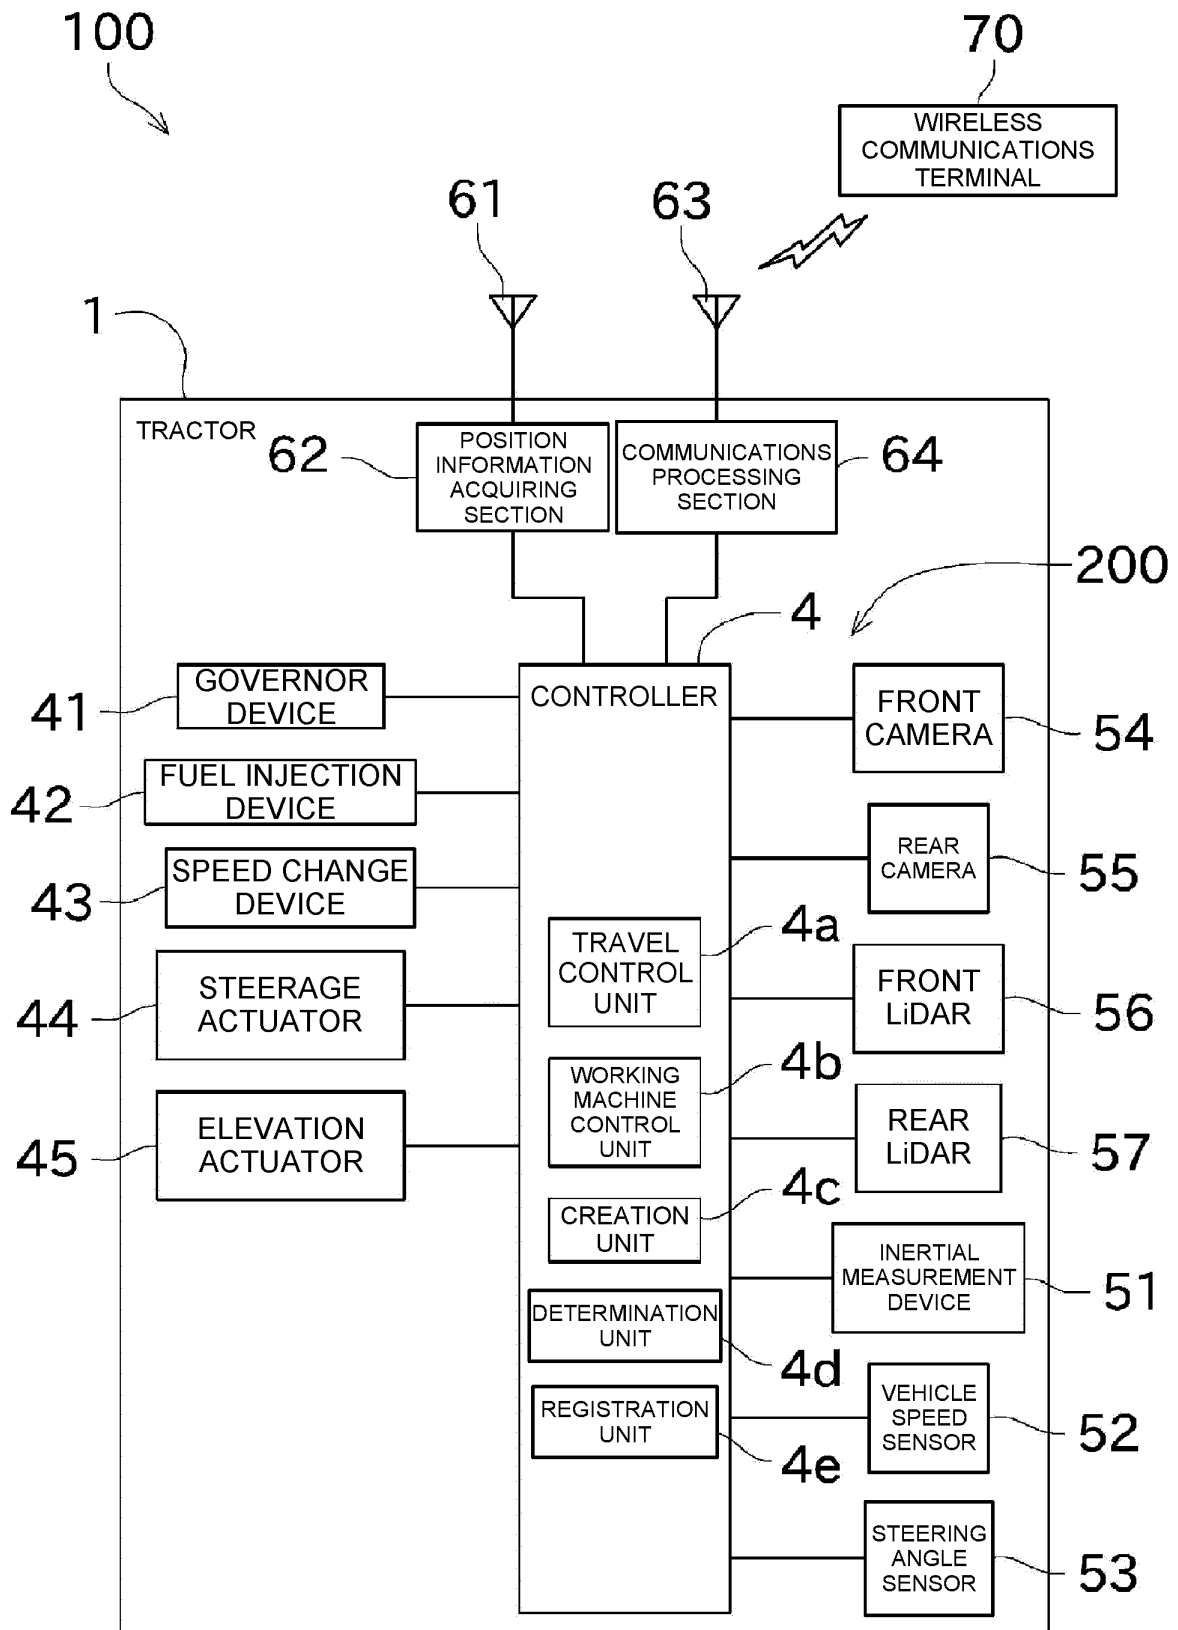 100
70
WIRELESS
COMMUNICATIONS
TERMINAL
61
63
1
TRACTOR
62
POSITION
INFORMATION
ACQUIRING
SECTION
COMMUNICATIONS
PROCESSING
SECTION
64
200
4
CONTROLLER
41
GOVERNOR
DEVICE
42
FUEL INJECTION
DEVICE
43
SPEED CHANGE
DEVICE
44
STEERAGE
ACTUATOR
45
ELEVATION
ACTUATOR
4a
TRAVEL
CONTROL
UNIT
4b
WORKING
MACHINE
CONTROL
UNIT
4c
CREATION
UNIT
DETERMINATION
UNIT
4d
REGISTRATION
UNIT
4e
FRONT
CAMERA
54
REAR
CAMERA
55
FRONT
LiDAR
56
REAR
LiDAR
57
INERTIAL
MEASUREMENT
DEVICE
51
VEHICLE
SPEED
SENSOR
52
STEERING
ANGLE
SENSOR
53